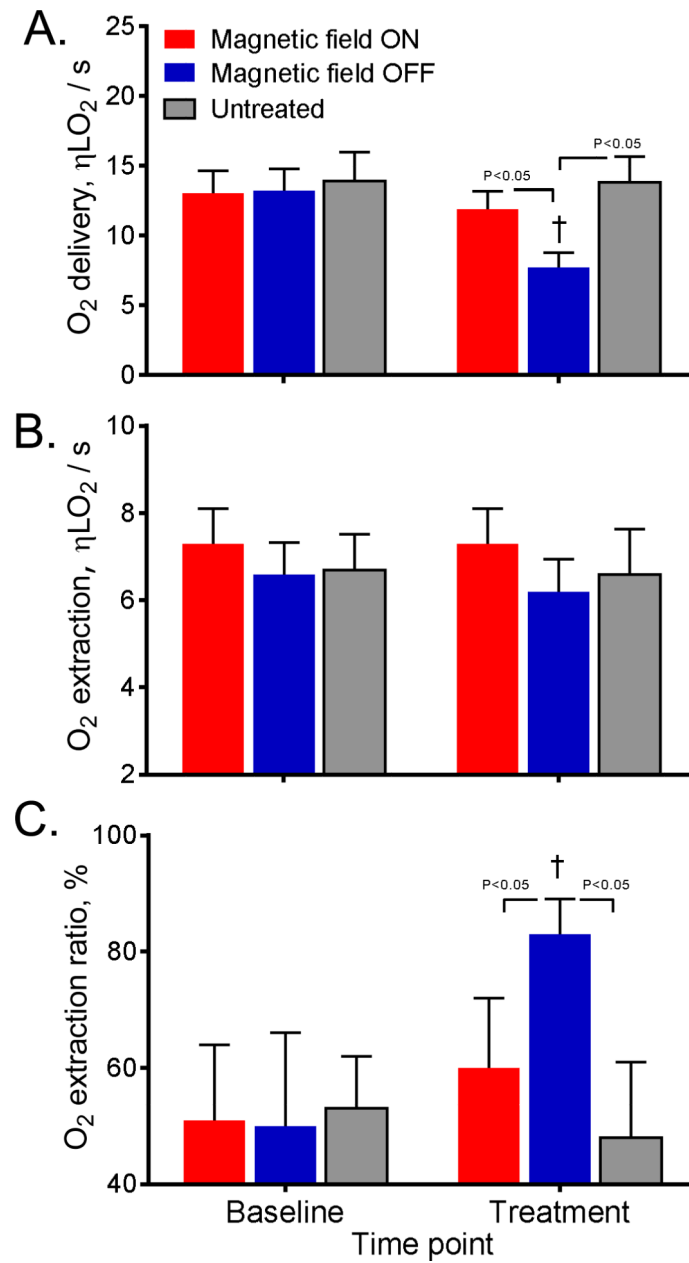 A.
O₂ delivery, ηLO₂ / s
25
20
15
10
5
0
Magnetic field ON
Magnetic field OFF
Untreated
P<0.05
P<0.05
†
B.
O₂ extraction, ηLO₂ / s
10
8
6
4
2
C.
O₂ extraction ratio, %
100
80
60
40
†
P<0.05 P<0.05
Baseline Treatment
Time point